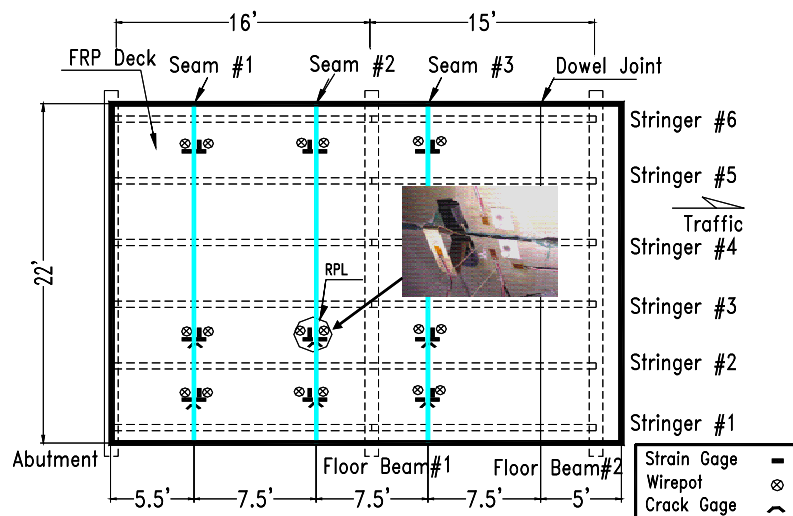 16' 15'
FRP Deck Seam #1 Seam #2 Seam #3 Dowel Joint
Stringer #6
Stringer #5
Traffic
Stringer #4
22'
RPL
Stringer #3
Stringer #2
Stringer #1
Abutment Floor Beam#1 Floor Beam#2
5.5' 7.5' 7.5' 7.5' 5'
Strain Gage
Wirepot
Crack Gage